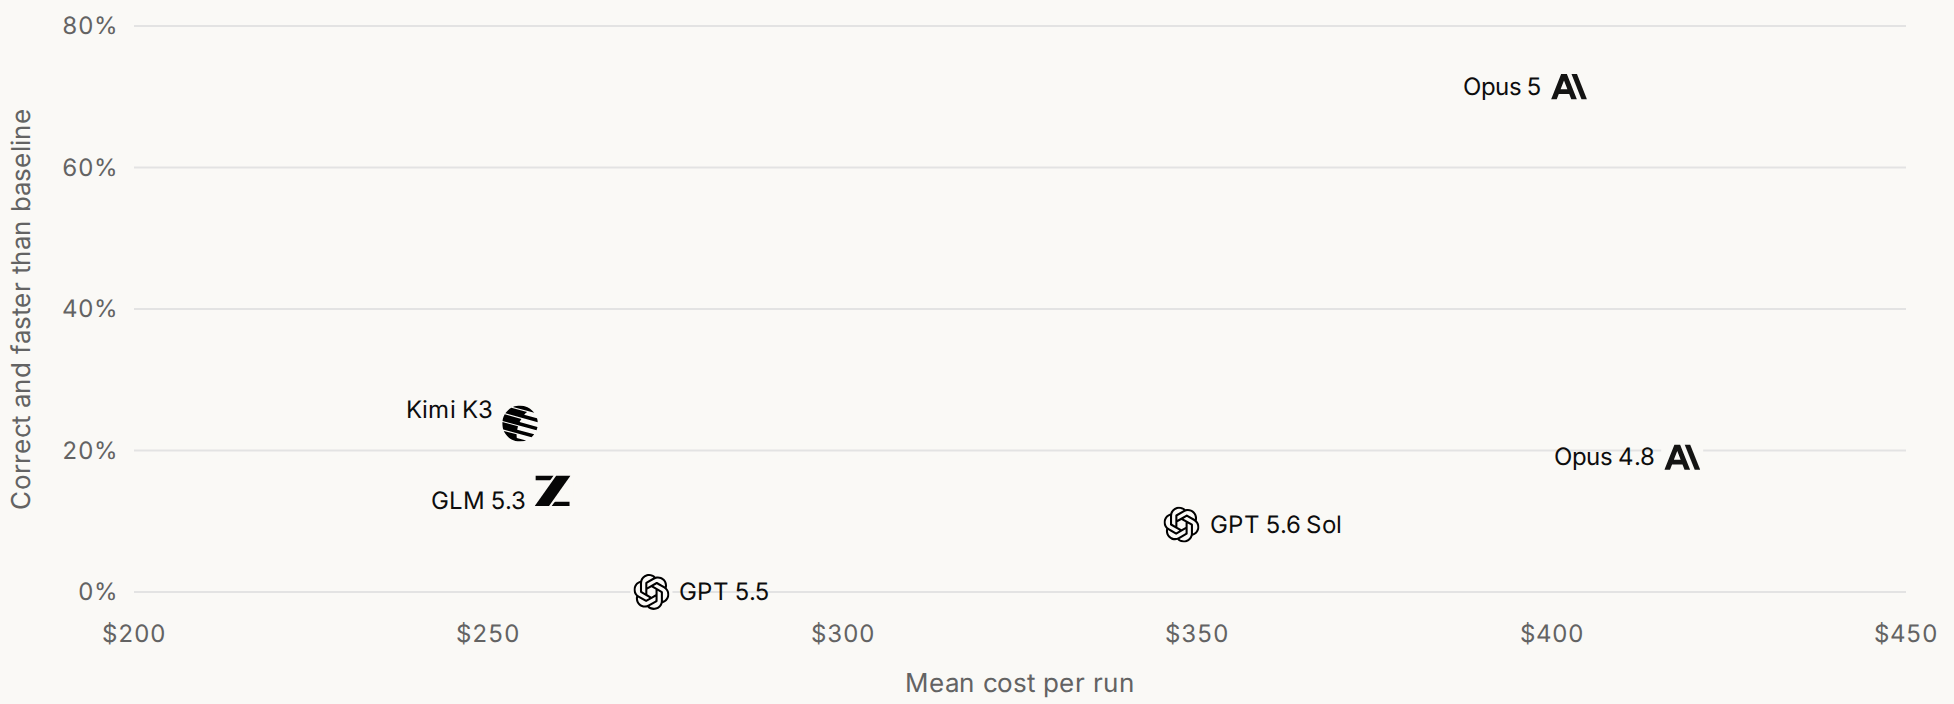 80%
Opus 5
60%
Correct and faster than baseline
40%
Kimi K3
20%
Opus 4.8
GLM 5.3
GPT 5.6 Sol
0%
GPT 5.5
$200
$250
$300
$350
$400
$450
Mean cost per run